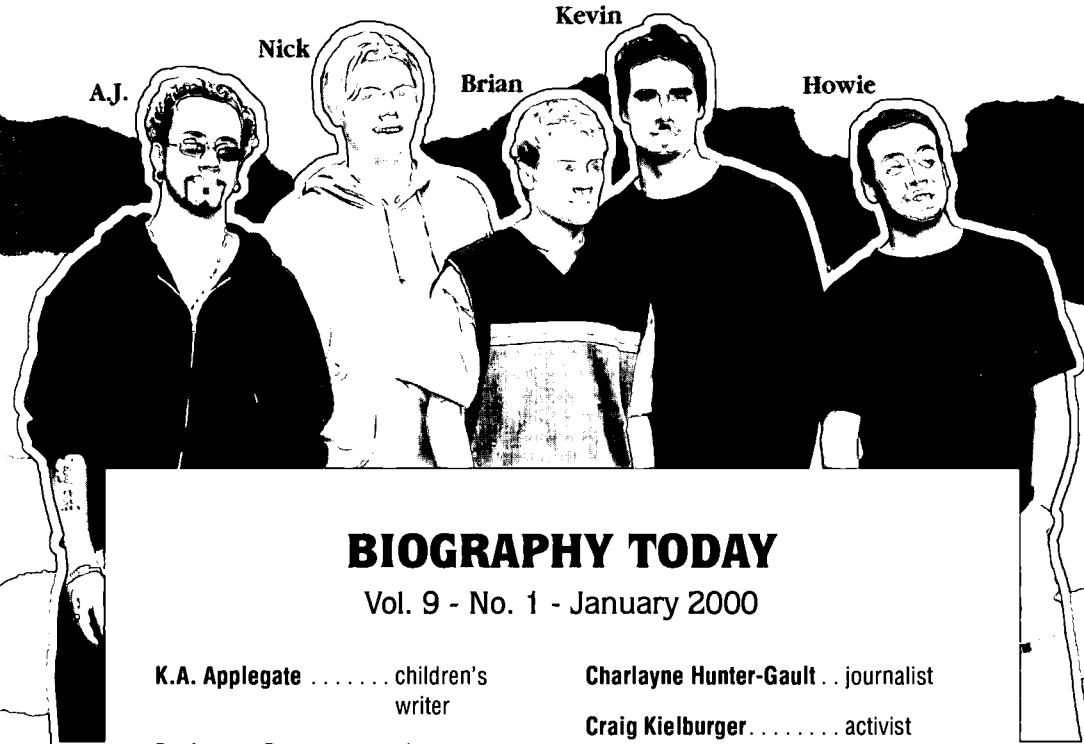 Kevin
Nick
Brian
Howie
A.J.
BIOGRAPHY TODAY
Vol. 9 - No. 1 - January 2000
K.A. Applegate ....... children's
writer
Charlayne Hunter-Gault .. journalist
Craig Kielburger ........ activist